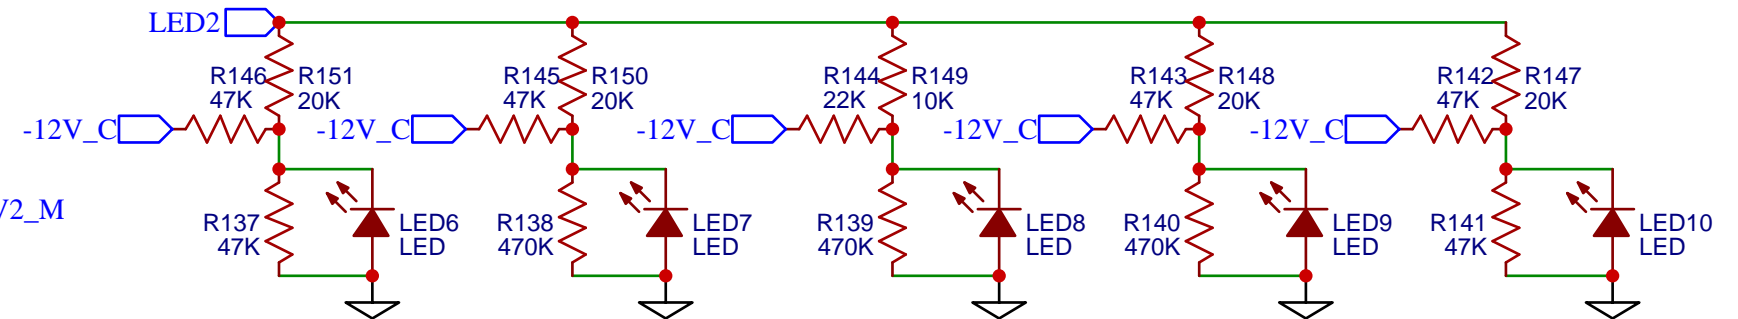 LED2
R146
47K
R151
20K
R145
47K
R150
20K
R144
22K
R149
10K
R143
47K
R148
20K
R142
47K
R147
20K
-12V_C
-12V_C
-12V_C
-12V_C
-12V_C
V2_M
R137
47K
LED6
LED
R138
470K
LED7
LED
R139
470K
LED8
LED
R140
470K
LED9
LED
R141
47K
LED10
LED